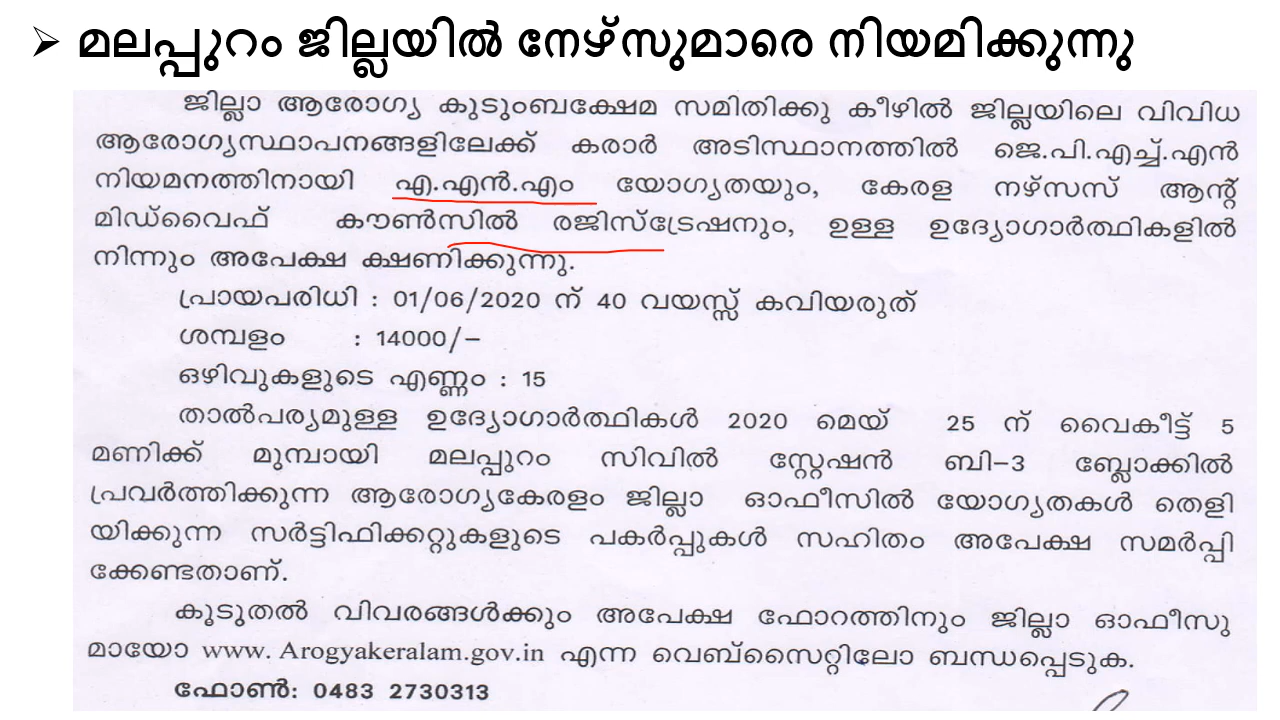 ➢ മലപ്പുറം ജില്ലയിൽ നേഴ്സുമാരെ നിയമിക്കുന്നു
ജില്ലാ ആരോഗ്യ കുടുംബക്ഷേമ സമിതിക്കു കീഴിൽ ജില്ലയിലെ വിവിധ
ആരോഗ്യസ്ഥാപനങ്ങളിലേക്ക് കരാർ അടിസ്ഥാനത്തിൽ ജെ.പി.എച്ച്.എൻ
നിയമനത്തിനായി എ.എൻ.എം യോഗ്യതയും, കേരള നഴ്സസ് ആന്റ്
മിഡ്‌വൈഫ് കൗൺസിൽ രജിസ്ട്രേഷനും, ഉള്ള ഉദ്യോഗാർത്ഥികളിൽ
നിന്നും അപേക്ഷ ക്ഷണിക്കുന്നു.
പ്രായപരിധി : 01/06/2020 ന് 40 വയസ്സ് കവിയരുത്
ശമ്പളം : 14000/-
ഒഴിവുകളുടെ എണ്ണം : 15
താൽപര്യമുള്ള ഉദ്യോഗാർത്ഥികൾ 2020 മെയ് 25 ന് വൈകീട്ട് 5
മണിക്ക് മുമ്പായി മലപ്പുറം സിവിൽ സ്റ്റേഷൻ ബി-3 ബ്ലോക്കിൽ
പ്രവർത്തിക്കുന്ന ആരോഗ്യകേരളം ജില്ലാ ഓഫീസിൽ യോഗ്യതകൾ തെളി
യിക്കുന്ന സർട്ടിഫിക്കറ്റുകളുടെ പകർപ്പുകൾ സഹിതം അപേക്ഷ സമർപ്പി
ക്കേണ്ടതാണ്.
കൂടുതൽ വിവരങ്ങൾക്കും അപേക്ഷ ഫോറത്തിനും ജില്ലാ ഓഫീസു
മായോ www. Arogyakeralam.gov.in എന്ന വെബ്സൈറ്റിലോ ബന്ധപ്പെടുക.
ഫോൺ: 0483 2730313